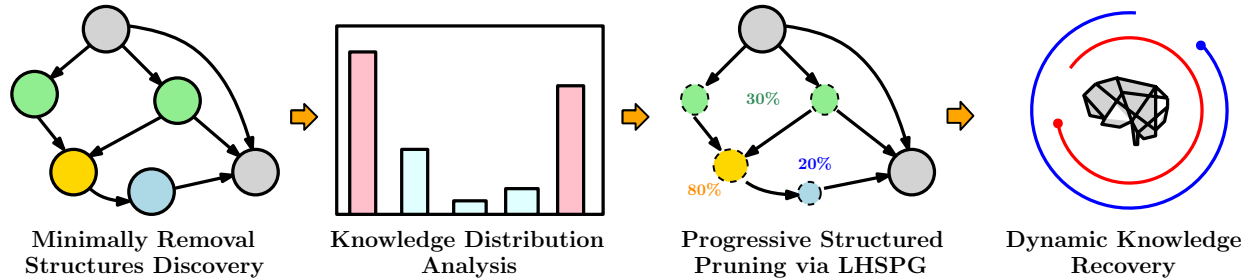 30%
20%
80%
Minimally Removal
Structures Discovery
Knowledge Distribution
Analysis
Progressive Structured
Pruning via LHSPG
Dynamic Knowledge
Recovery